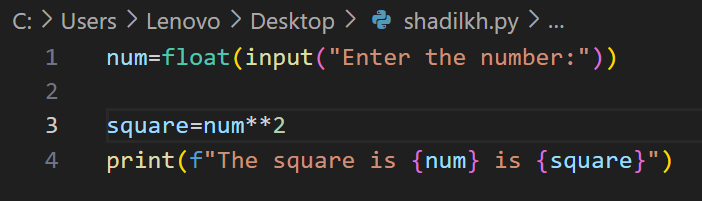 C: > Users > Lenovo > Desktop > shadilkh.py > ...
1 num=float(input("Enter the number:"))
2
3 square=num**2
4 print(f"The square is {num} is {square}")